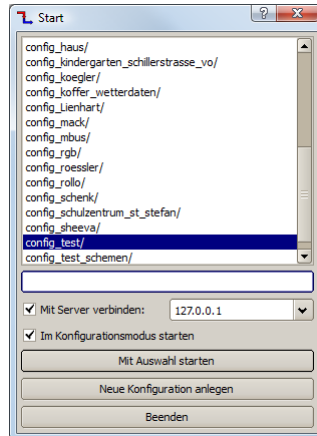 Start
config_haus/
config_kindergarten_schillerstrasse_vo/
config_koegler/
config_koffer_wetterdaten/
config_Lienhart/
config_mack/
config_mbus/
config_rgb/
config_roessler/
config_rollo/
config_schenk/
config_schulzentrum_st_stefan/
config_sheeva/
config_test/
config_test_schemen/
Mit Server verbinden: 127.0.0.1
Im Konfigurationsmodus starten
Mit Auswahl starten
Neue Konfiguration anlegen
Beenden